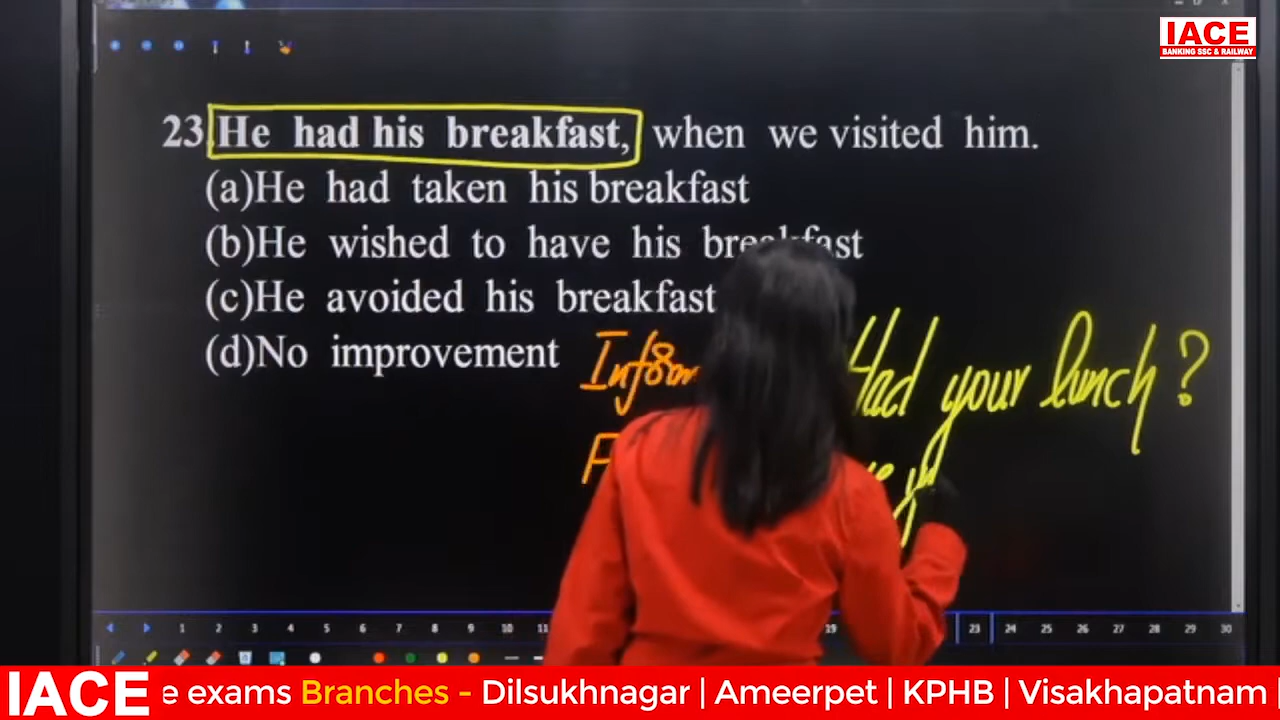 IACE
BANKING SSC & RAILWAY
23. He had his breakfast, when we visited him.
(a)He had taken his breakfast
(b)He wished to have his breakfast
(c)He avoided his breakfast
(d)No improvement
Had your lunch?
1 2 3 4 5 6 7 8 9 10 11 19 23 24 25 26 27 28 29 30
IACE e exams Branches - Dilsukhnagar | Ameerpet | KPHB | Visakhapatnam |